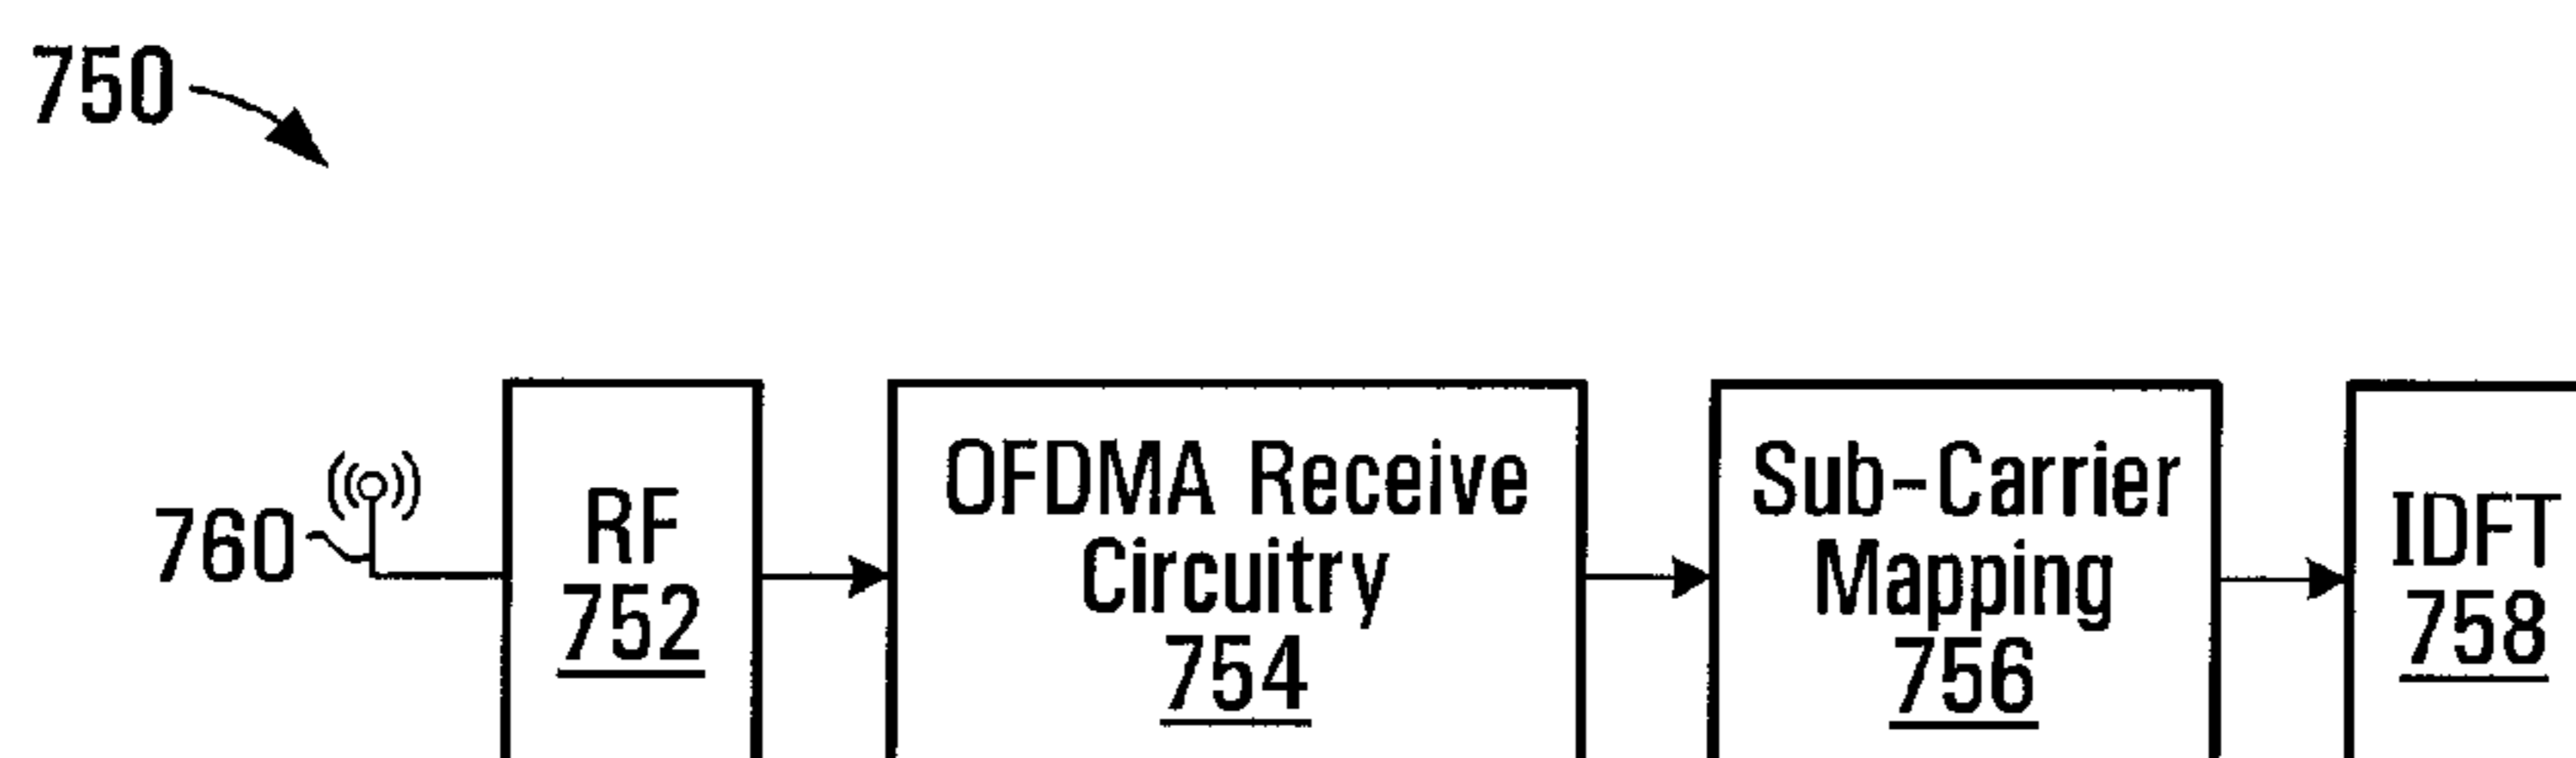 750
760
RF
752
OFDMA Receive
Circuitry
754
Sub-Carrier
Mapping
756
IDFT
758